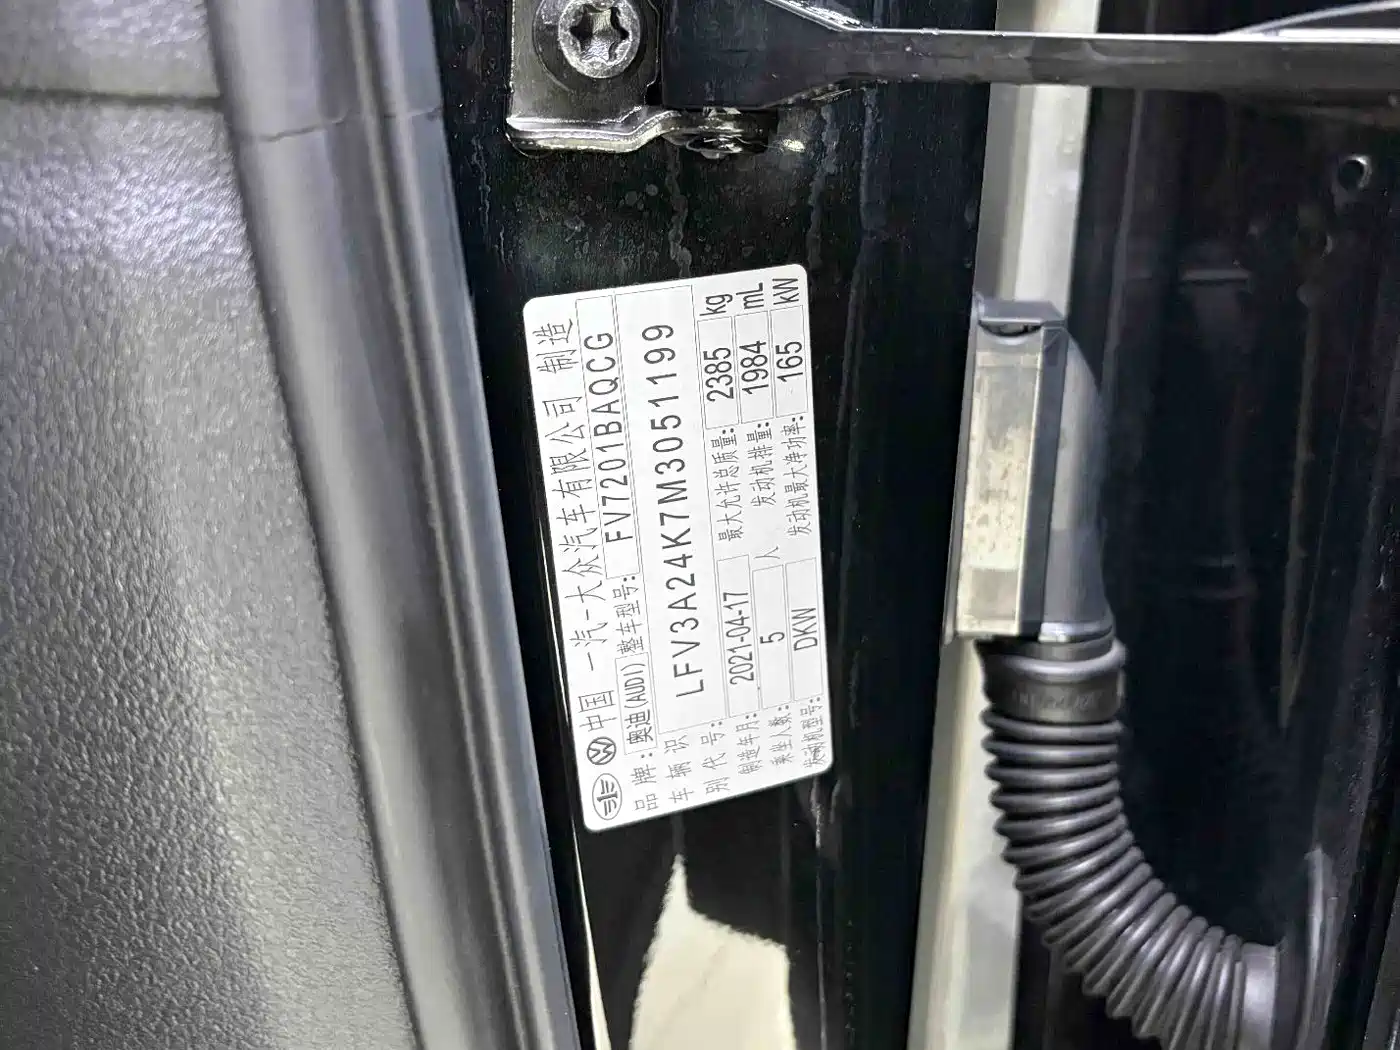 中国 一汽-大众汽车有限公司 制造
品牌: 奥迪(AUDI) 整车型号: FV7201BAQCG
车辆识别代号: LFV3A24K7M3051199
制造年月: 2021-04-17 最大允许总质量: 2385 kg
乘坐人数: 5 人 发动机排量: 1984 mL
发动机型号: DKW 发动机最大净功率: 165 kW